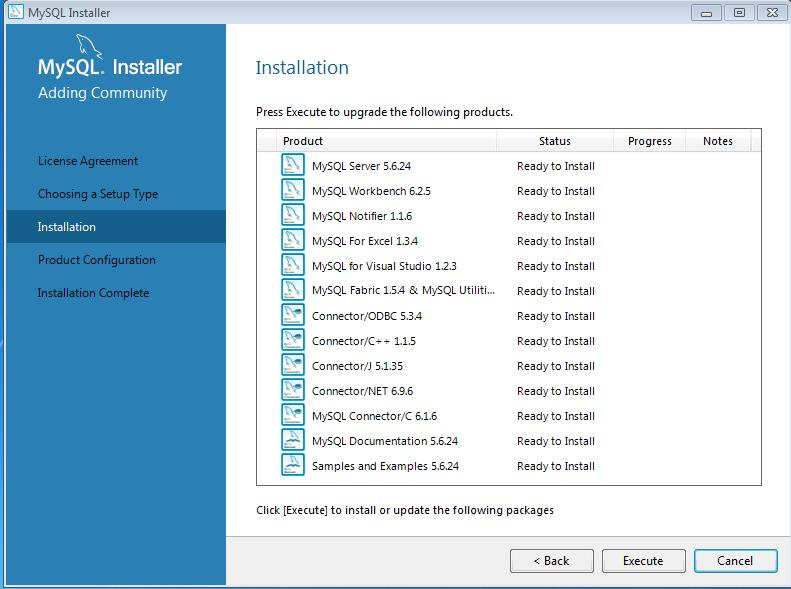 MySQL Installer
MySQL. Installer
Adding Community
License Agreement
Choosing a Setup Type
Installation
Product Configuration
Installation Complete
Installation
Press Execute to upgrade the following products.
Product Status Progress Notes
MySQL Server 5.6.24 Ready to Install
MySQL Workbench 6.2.5 Ready to Install
MySQL Notifier 1.1.6 Ready to Install
MySQL For Excel 1.3.4 Ready to Install
MySQL for Visual Studio 1.2.3 Ready to Install
MySQL Fabric 1.5.4 & MySQL Utiliti... Ready to Install
Connector/ODBC 5.3.4 Ready to Install
Connector/C++ 1.1.5 Ready to Install
Connector/J 5.1.35 Ready to Install
Connector/NET 6.9.6 Ready to Install
MySQL Connector/C 6.1.6 Ready to Install
MySQL Documentation 5.6.24 Ready to Install
Samples and Examples 5.6.24 Ready to Install
Click [Execute] to install or update the following packages
< Back Execute Cancel